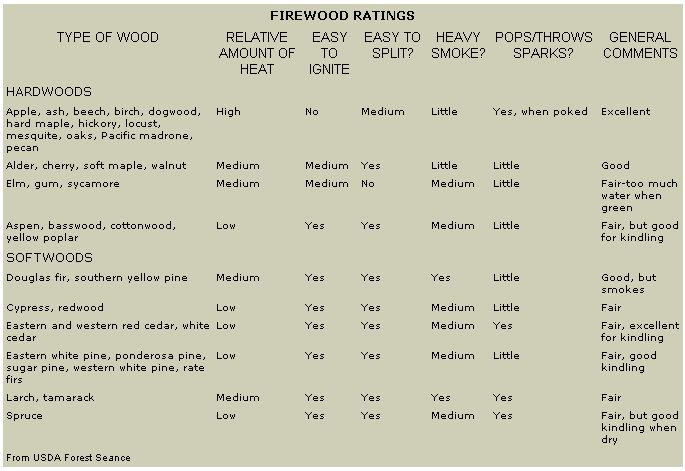 FIREWOOD RATINGS
TYPE OF WOOD RELATIVE AMOUNT OF HEAT EASY TO IGNITE EASY TO SPLIT? HEAVY SMOKE? POPS/THROWS SPARKS? GENERAL COMMENTS
HARDWOODS
Apple, ash, beech, birch, dogwood, High No Medium Little Yes, when poked Excellent
hard maple, hickory, locust,
mesquite, oaks, Pacific madrone,
pecan
Alder, cherry, soft maple, walnut Medium Medium Yes Little Little Good
Elm, gum, sycamore Medium Medium No Medium Little Fair-too much
water when
green
Aspen, basswood, cottonwood, Low Yes Yes Medium Little Fair, but good
yellow poplar for kindling
SOFTWOODS
Douglas fir, southern yellow pine Medium Yes Yes Yes Little Good, but
smokes
Cypress, redwood Low Yes Yes Medium Little Fair
Eastern and western red cedar, white Low Yes Yes Medium Yes Fair, excellent
cedar for kindling
Eastern white pine, ponderosa pine, Low Yes Yes Medium Little Fair, good
sugar pine, western white pine, rate kindling
firs
Larch, tamarack Medium Yes Yes Yes Yes Fair
Spruce Low Yes Yes Medium Yes Fair, but good
kindling when
dry
From USDA Forest Seance